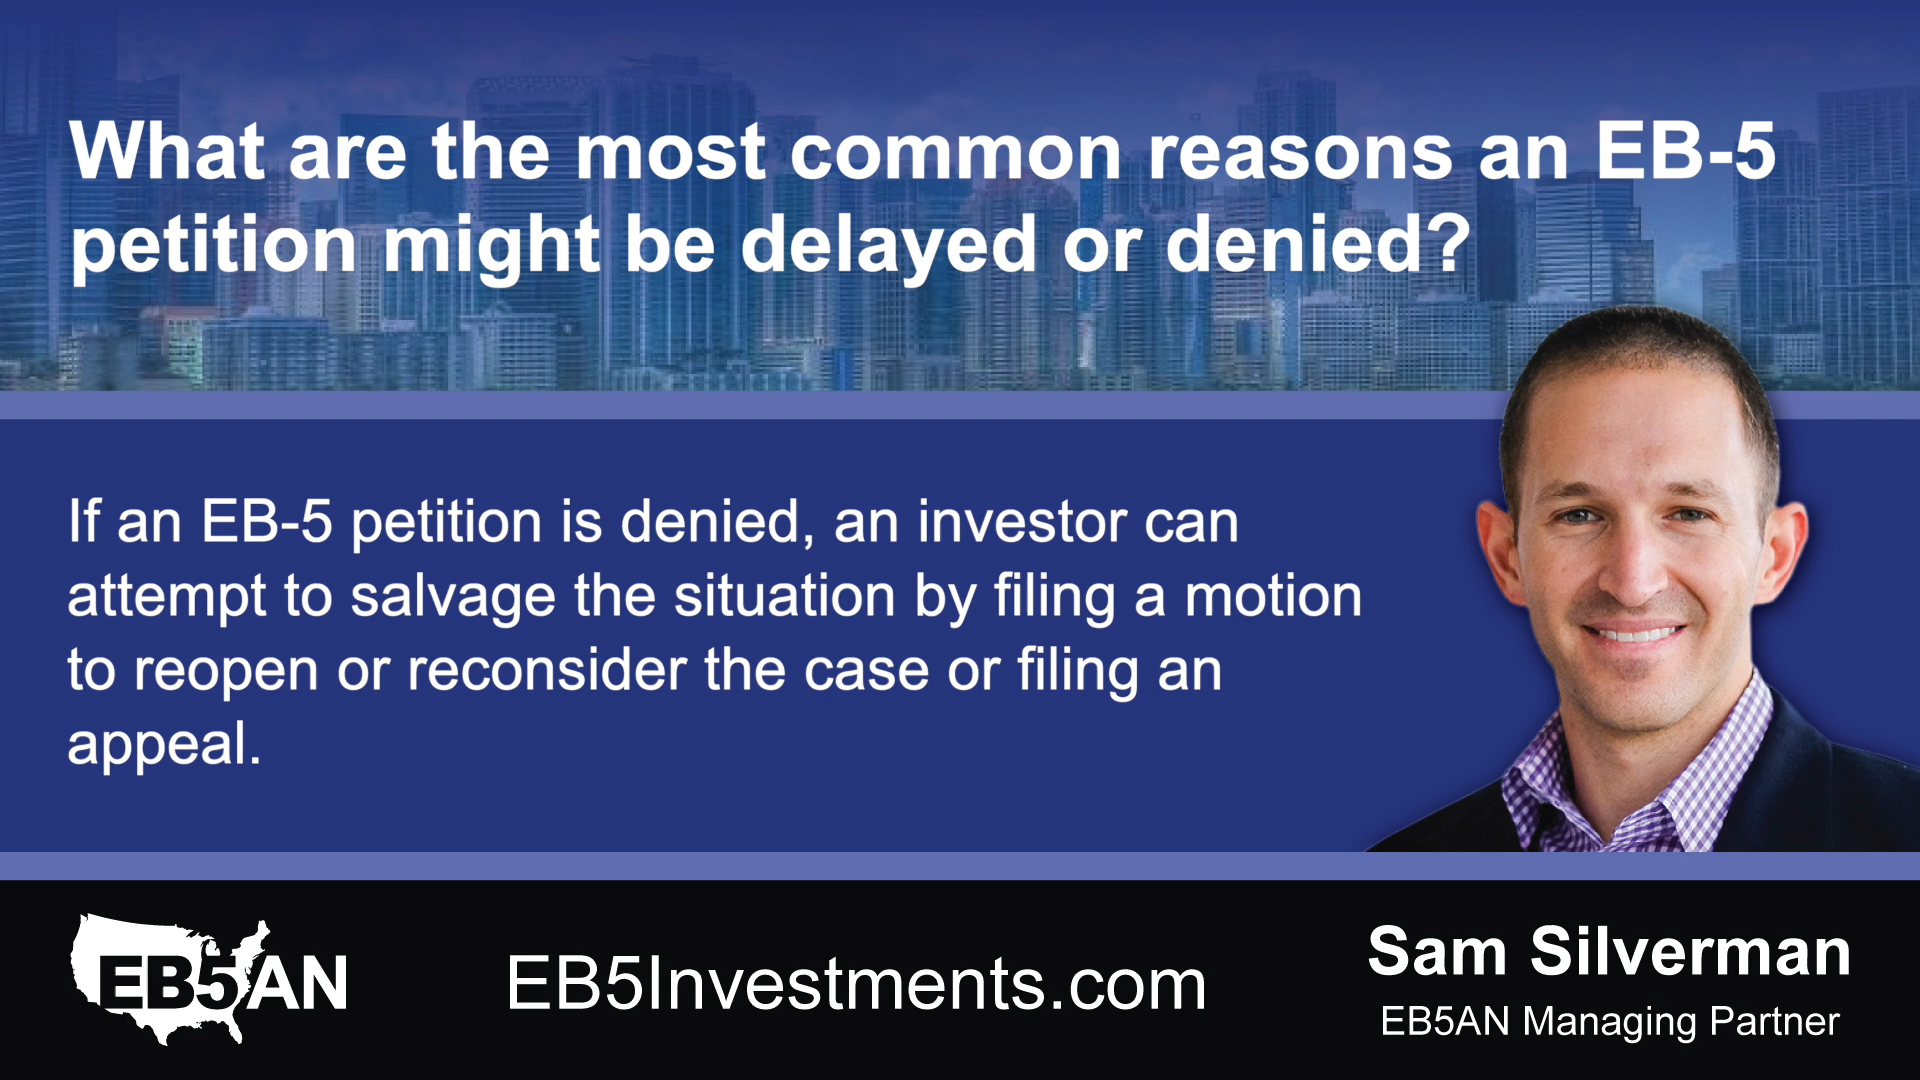 What are the most common reasons an EB-5
petition might be delayed or denied?
If an EB-5 petition is denied, an investor can
attempt to salvage the situation by filing a motion
to reopen or reconsider the case or filing an
appeal.
EB5AN
EB5Investments.com
Sam Silverman
EB5AN Managing Partner